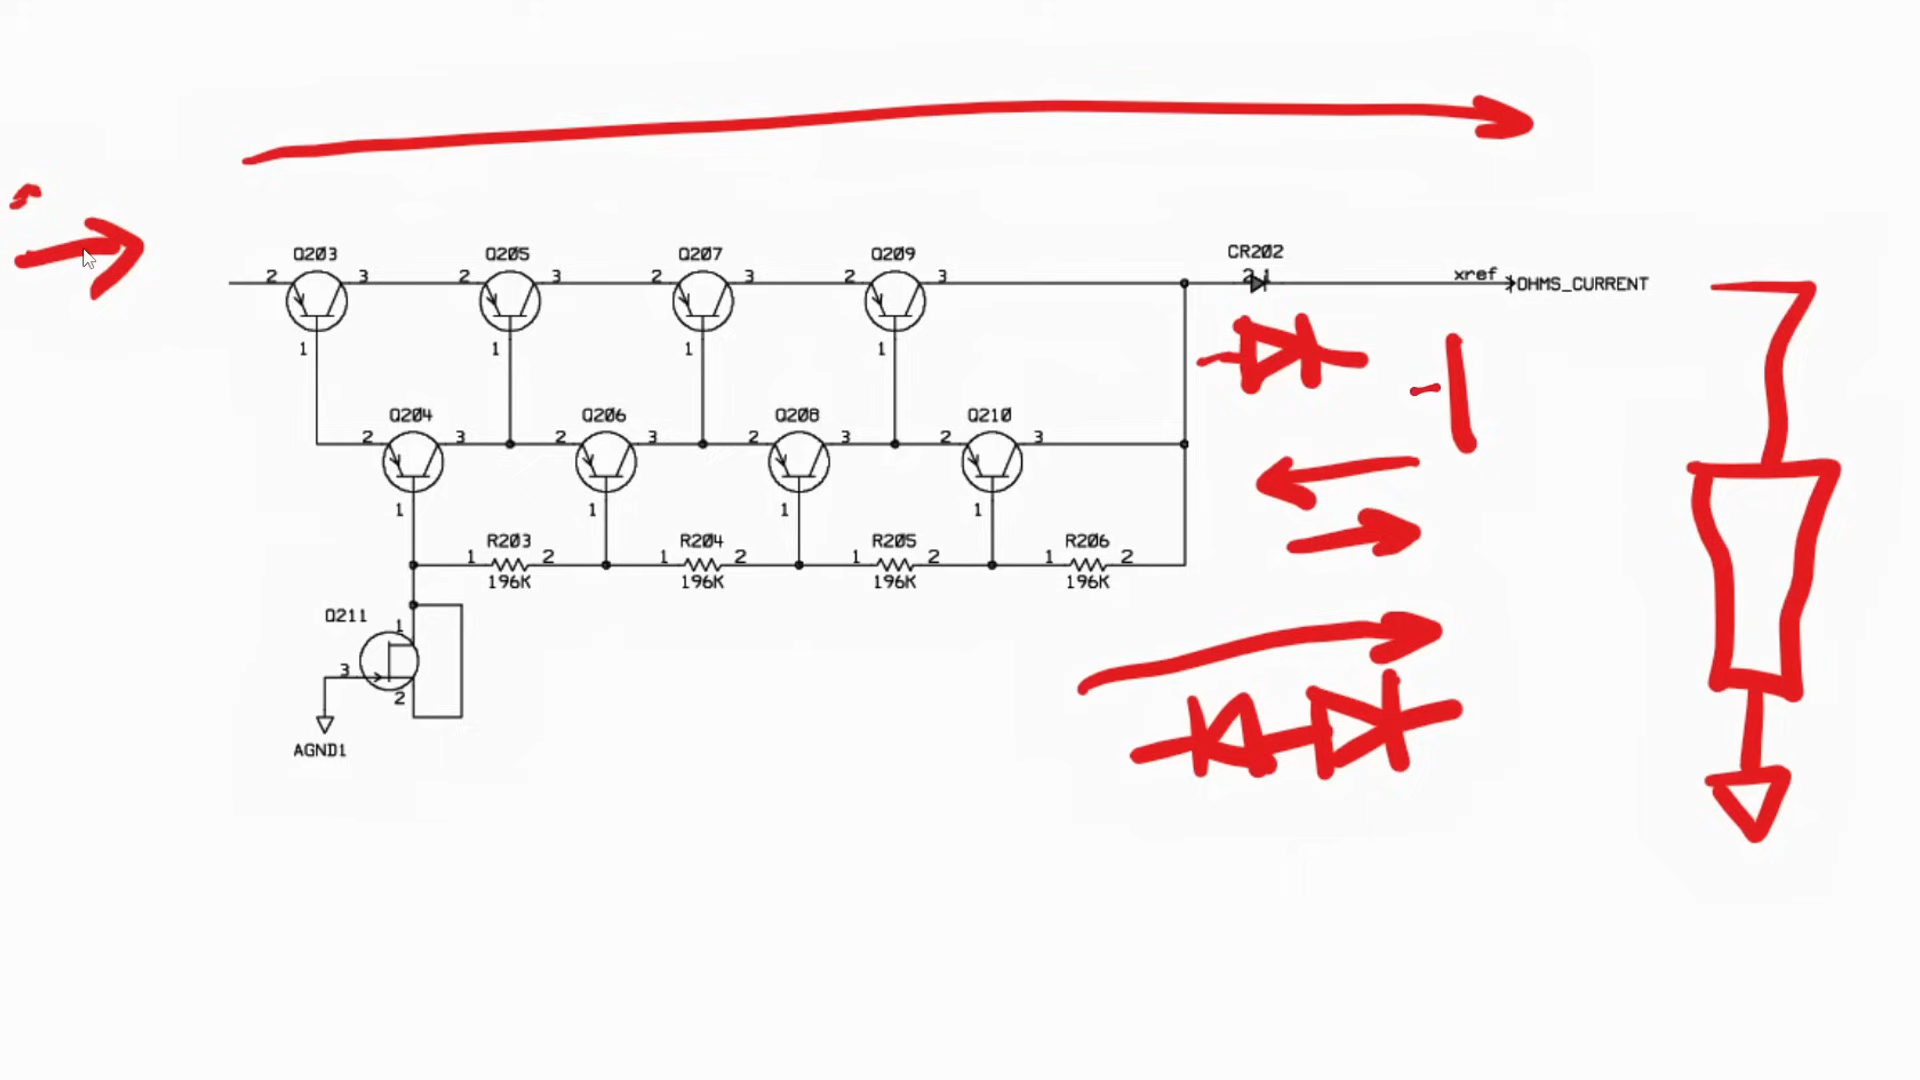 Q203 Q205 Q207 Q209 CR202
2 3 2 3 2 3 2 3 2 1 xref OHMS_CURRENT
1 1 1 1
Q204 Q206 Q208 Q210
2 3 2 3 2 3 2 3
1 1 1 1
R203 R204 R205 R206
1 2 1 2 1 2 1 2
196K 196K 196K 196K
Q211
1
3
2
AGND1